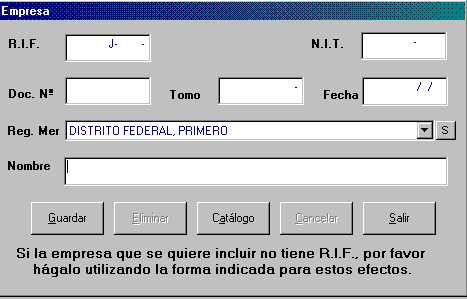 Empresa
R.I.F. J- - N.I.T. -
Doc. Nº Tomo - Fecha / /
Reg. Mer DISTRITO FEDERAL, PRIMERO S
Nombre
Guardar Eliminar Catálogo Cancelar Salir
Si la empresa que se quiere incluir no tiene R.I.F., por favor
hágalo utilizando la forma indicada para estos efectos.